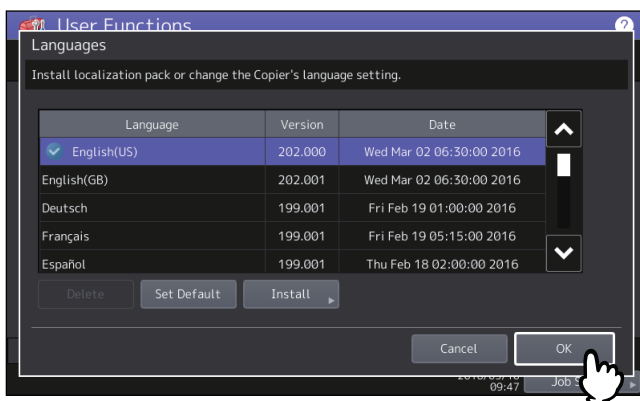 User Functions
?
Languages
Install localization pack or change the Copier's language setting.
Language Version Date
English(US) 202.000 Wed Mar 02 06:30:00 2016
English(GB) 202.001 Wed Mar 02 06:30:00 2016
Deutsch 199.001 Fri Feb 19 01:00:00 2016
Français 199.001 Fri Feb 19 05:15:00 2016
Español 199.001 Thu Feb 18 02:00:00 2016
Delete Set Default Install
Cancel OK
09:47 Job